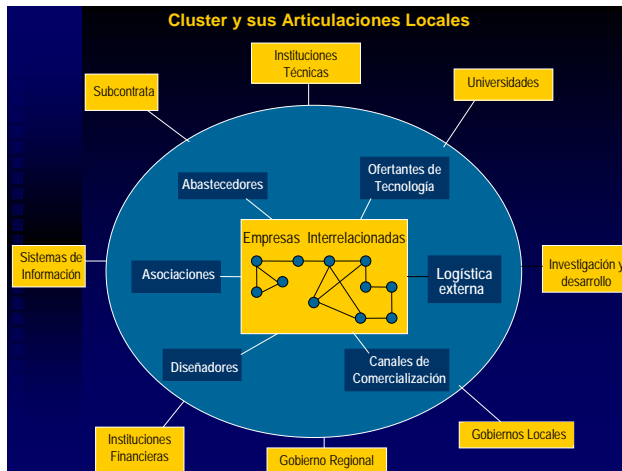 Cluster y sus Articulaciones Locales
Instituciones
Técnicas
Subcontrata
Universidades
Abastecedores
Ofertantes de
Tecnología
Empresas Interrelacionadas
Sistemas de
Información
Asociaciones
Logística
externa
Investigación y
desarrollo
Diseñadores
Canales de
Comercialización
Instituciones
Financieras
Gobierno Regional
Gobiernos Locales